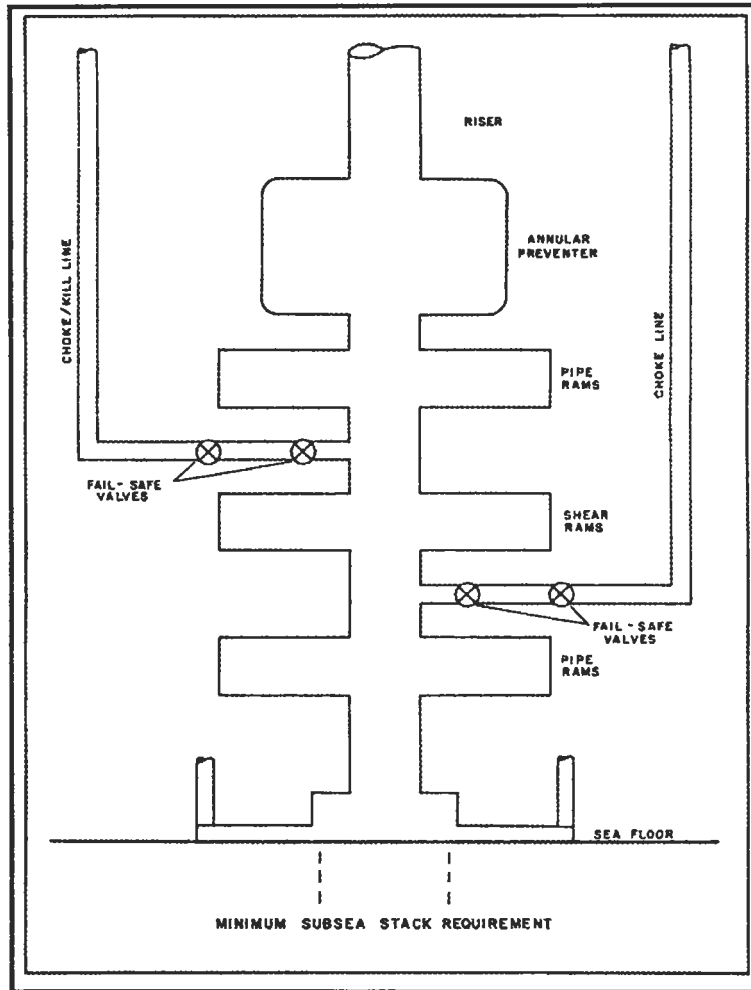 RISER
ANNULAR
PREVENTER
CHOKE/KILL LINE
CHOKE LINE
PIPE
RAMS
FAIL-SAFE
VALVES
SHEAR
RAMS
FAIL-SAFE
VALVES
PIPE
RAMS
SEA FLOOR
MINIMUM SUBSEA STACK REQUIREMENT